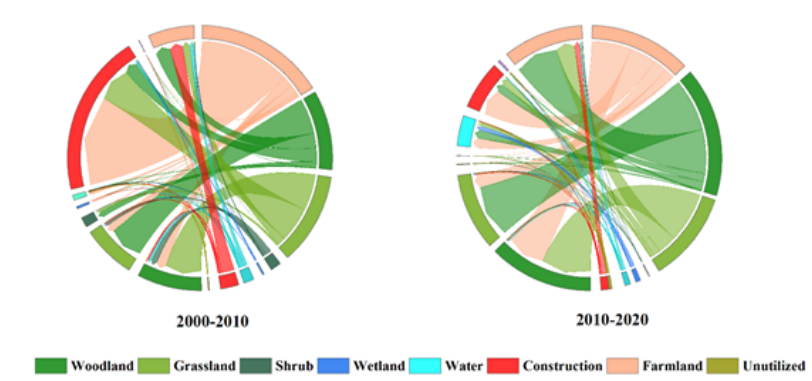 2000-2010
2010-2020
Woodland Grassland Shrub Wetland Water Construction Farmland Unutilized